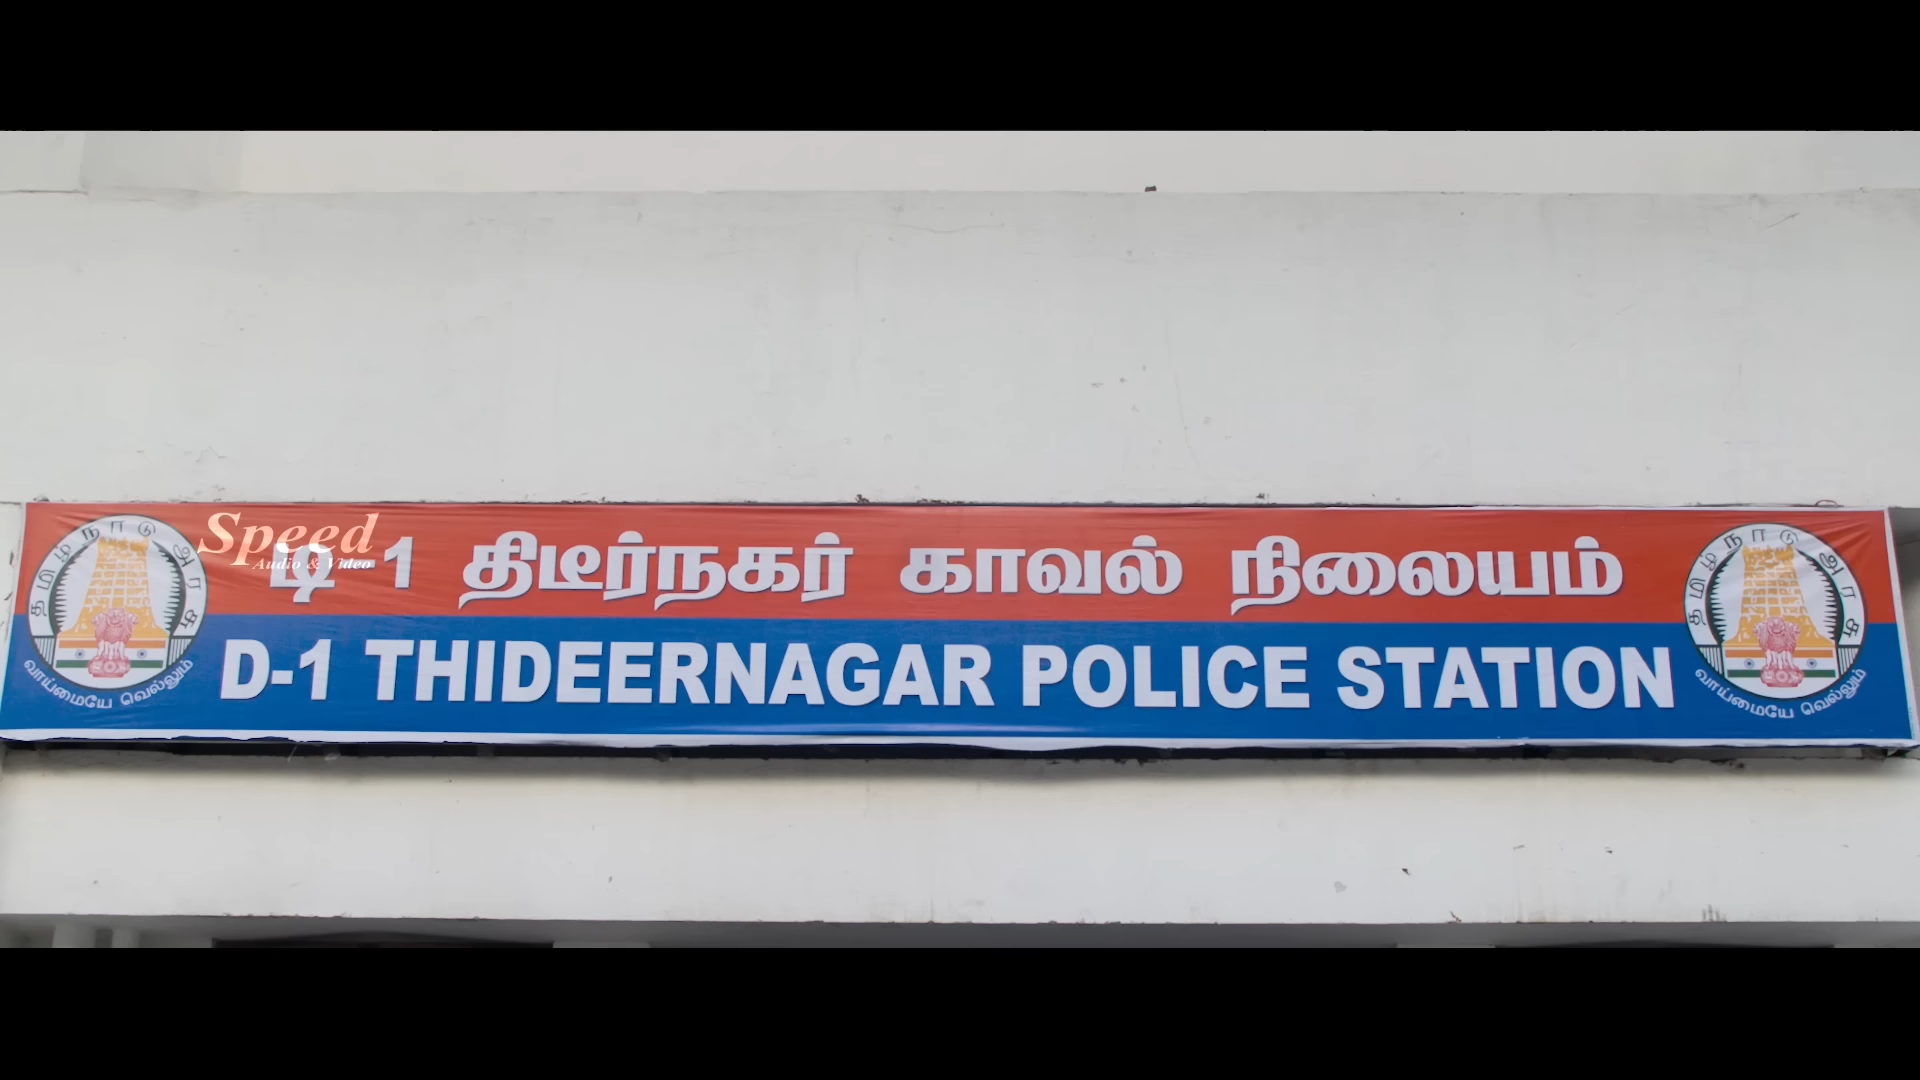 தமிழ்நாடு அரசு
வாய்மையே வெல்லும்
Speed
Audio & Video
டி 1 திடீர்நகர் காவல் நிலையம்
D-1 THIDEERNAGAR POLICE STATION
தமிழ்நாடு அரசு
வாய்மையே வெல்லும்